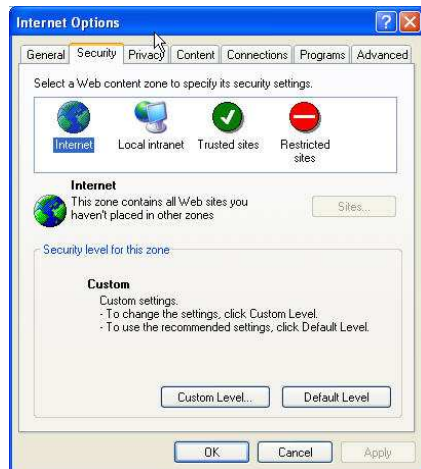 Internet Options
General Security Privacy Content Connections Programs Advanced
Select a Web content zone to specify its security settings.
Internet Local intranet Trusted sites Restricted sites
Internet
This zone contains all Web sites you
haven't placed in other zones
Sites...
Security level for this zone
Custom
Custom settings.
- To change the settings, click Custom Level.
- To use the recommended settings, click Default Level.
Custom Level... Default Level
OK Cancel Apply